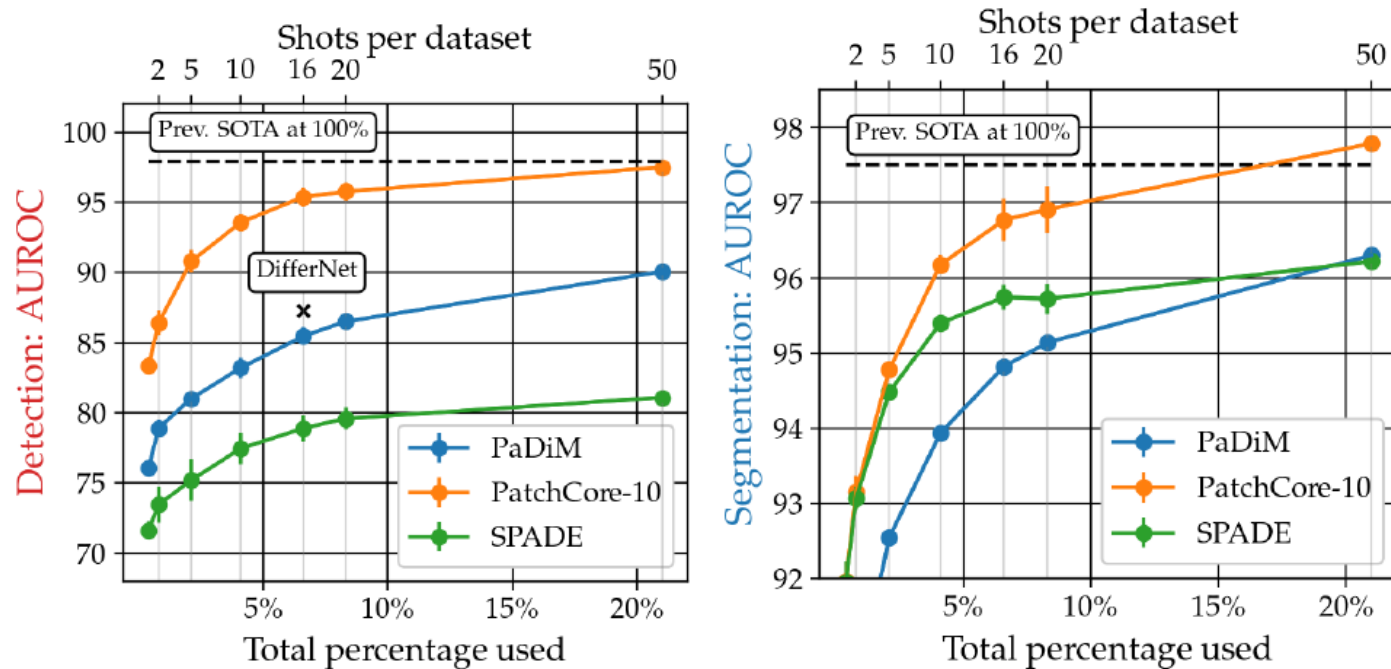 Shots per dataset
2 5 10 16 20 50
100
95
90
85
80
75
70
Detection: AUROC
Prev. SOTA at 100%
DifferNet
PaDiM
PatchCore-10
SPADE
5% 10% 15% 20%
Total percentage used
Shots per dataset
2 5 10 16 20 50
98
97
96
95
94
93
92
Segmentation: AUROC
Prev. SOTA at 100%
PaDiM
PatchCore-10
SPADE
5% 10% 15% 20%
Total percentage used